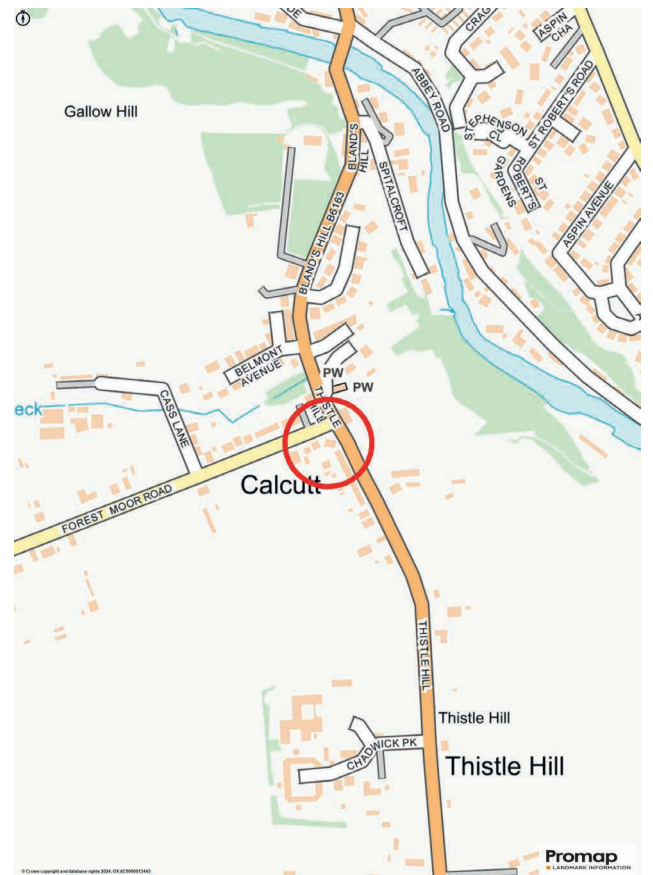 CE
CRAG
ASPIN
CHA
Gallow Hill
ABBEY ROAD
BLAND'S
HILL
SPITALCROFT
STEPHENSON
CL
ST ROBERT'S ROAD
ST
ROBERT'S
GARDENS
ASPIN AVENUE
BLAND'S HILL B6163
BELMONT
AVENUE
PW
PW
THISTLE
HILL
eck
CASS LANE
Calcutt
FOREST MOOR ROAD
THISTLE HILL
Thistle Hill
CHADWICK PK
Thistle Hill
Promap
LANDMARK INFORMATION